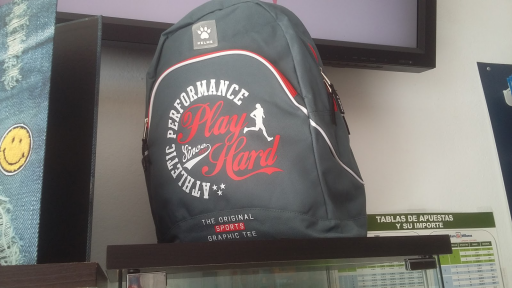 KELME
ATHLETIC PERFORMANCE
Play
Since
Hard
THE ORIGINAL
SPORTS
GRAPHIC TEE
TABLAS DE APUESTAS
Y SU IMPORTE